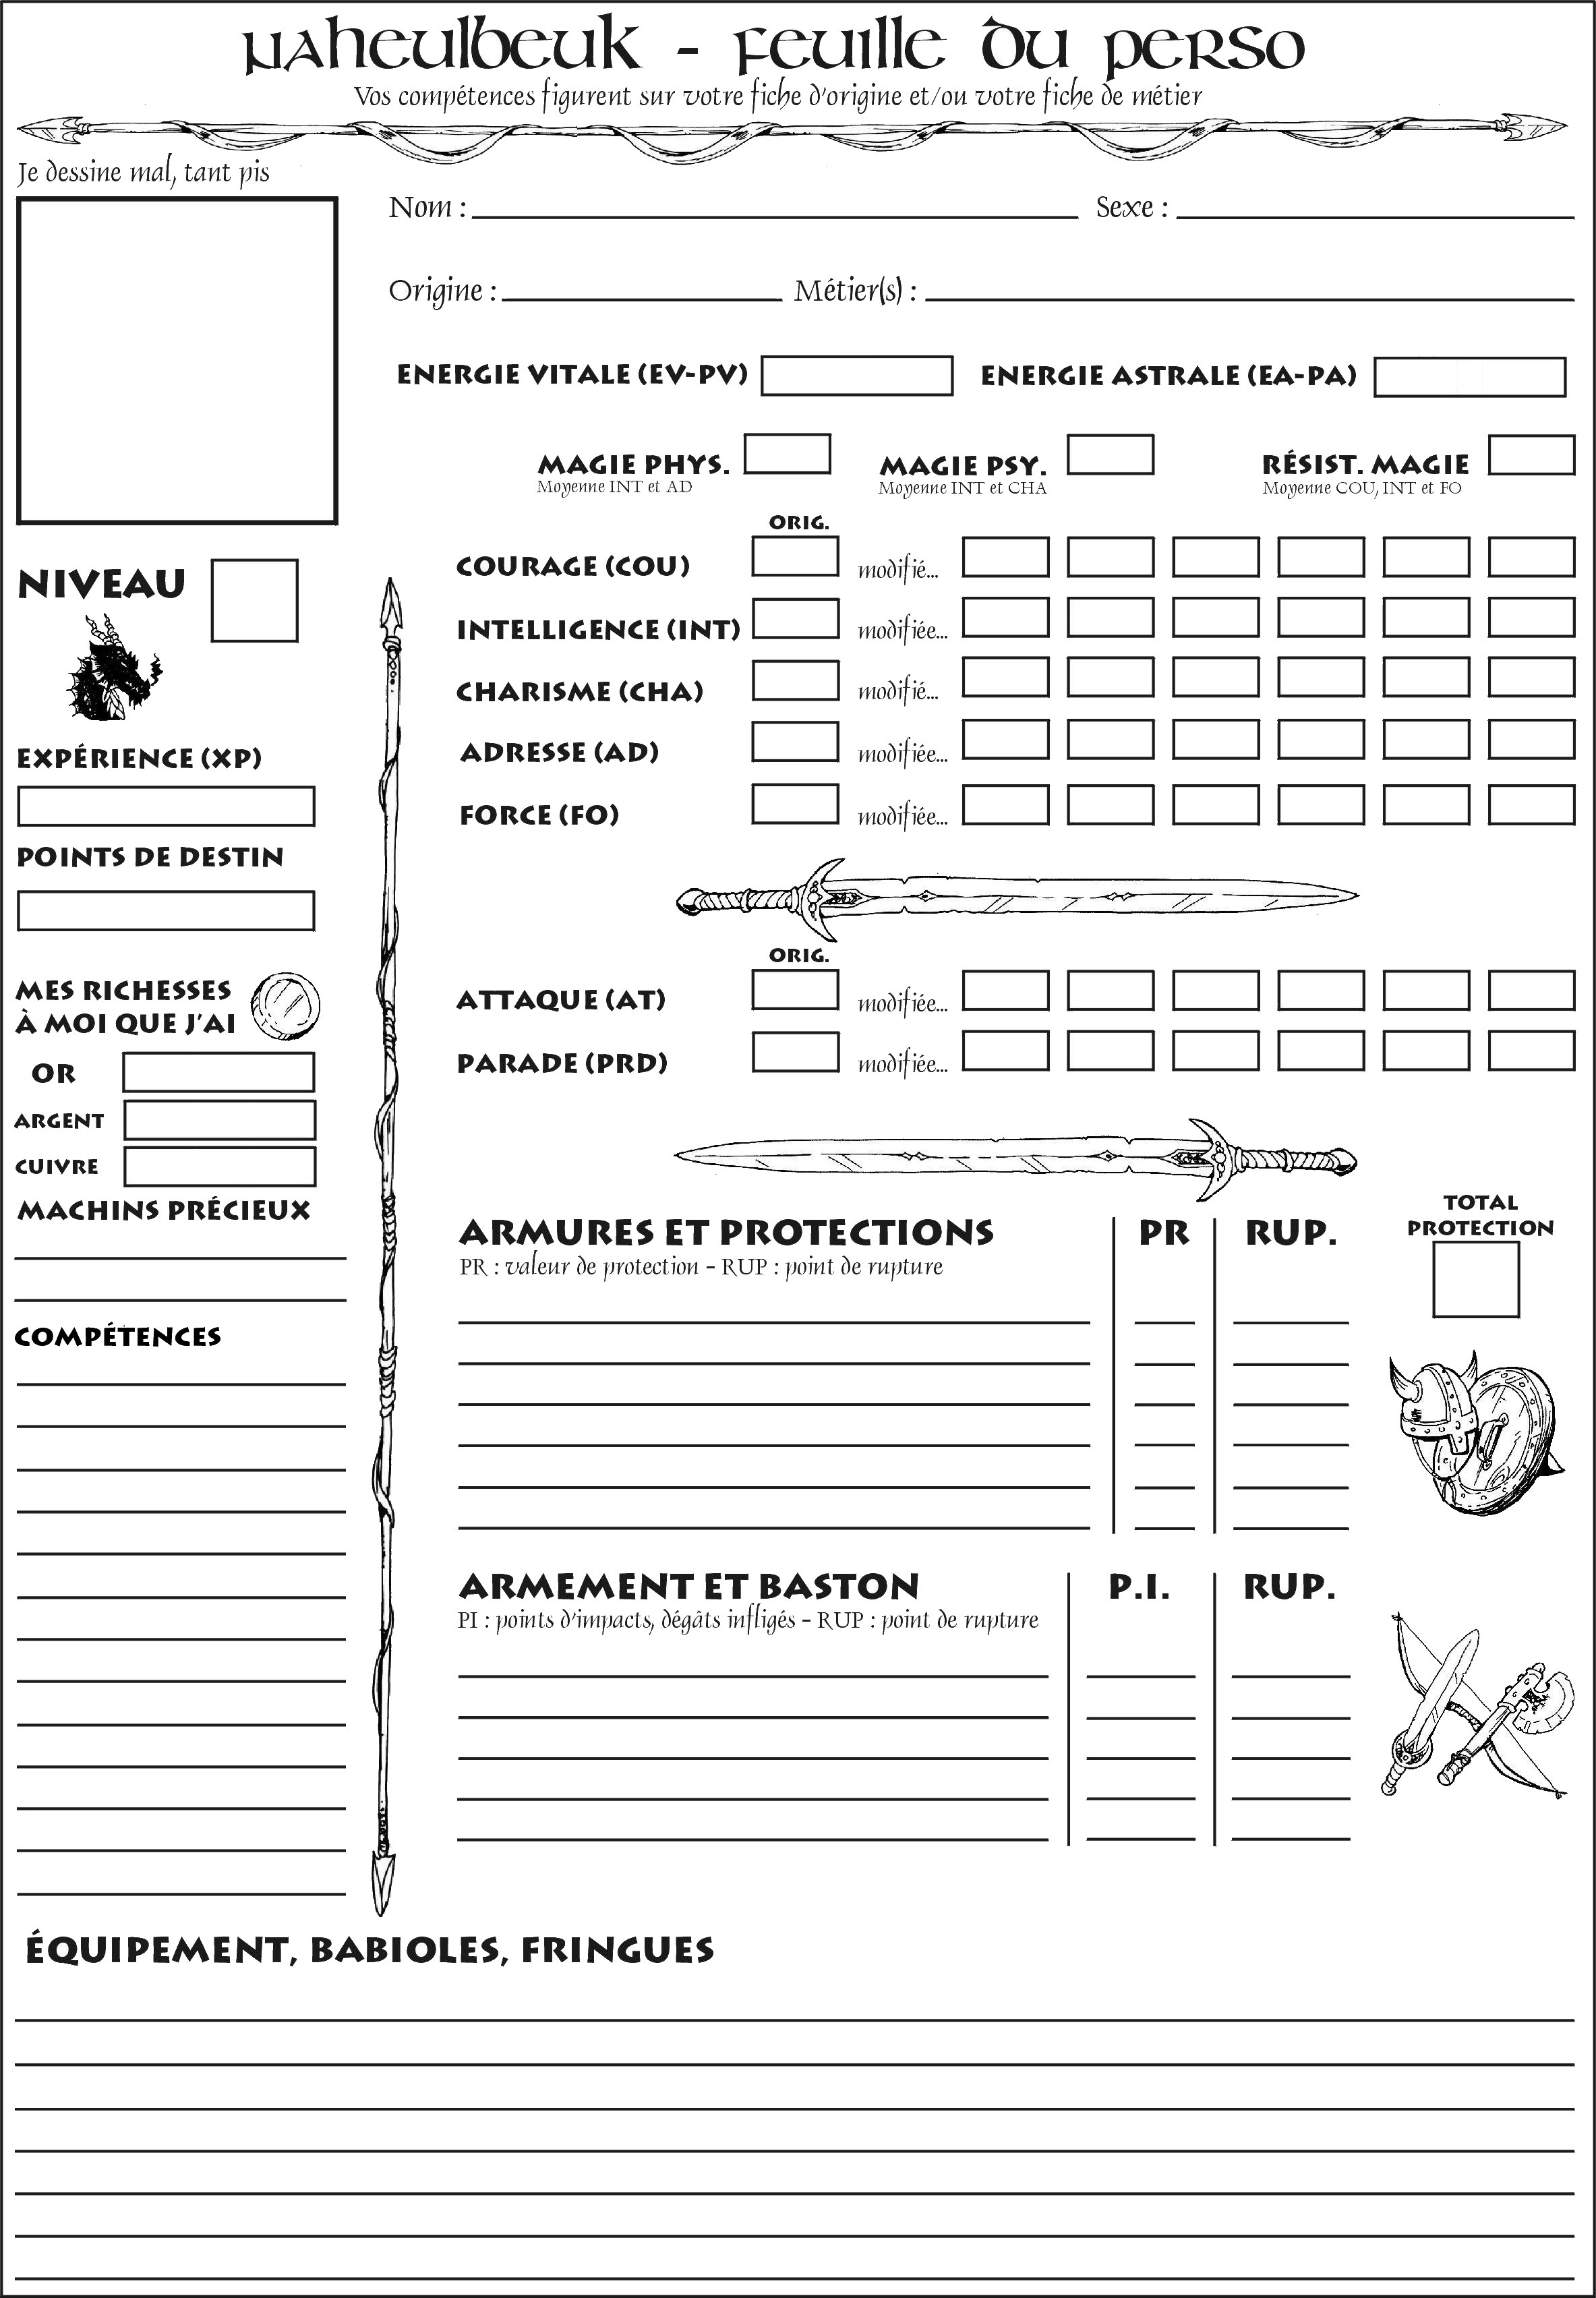 Naheulbeuk - Feuille du perso
Vos compétences figurent sur votre fiche d'origine et/ou votre fiche de métier
Je dessine mal, tant pis
Nom : Sexe :
Origine : Métier(s) :
ENERGIE VITALE (EV-PV) ENERGIE ASTRALE (EA-PA)
MAGIE PHYS. MAGIE PSY. RÉSIST. MAGIE
Moyenne INT et AD Moyenne INT et CHA Moyenne COU, INT et FO
ORIG.
COURAGE (COU) modifié...
INTELLIGENCE (INT) modifiée...
CHARISME (CHA) modifié...
ADRESSE (AD) modifiée...
FORCE (FO) modifiée...
NIVEAU
EXPÉRIENCE (XP)
POINTS DE DESTIN
MES RICHESSES
À MOI QUE J'AI
OR
ARGENT
CUIVRE
MACHINS PRÉCIEUX
COMPÉTENCES
ORIG.
ATTAQUE (AT) modifiée...
PARADE (PRD) modifiée...
ARMURES ET PROTECTIONS PR RUP.
PR : valeur de protection - RUP : point de rupture
TOTAL
PROTECTION
ARMEMENT ET BASTON P.I. RUP.
PI : points d'impacts, dégâts infligés - RUP : point de rupture
ÉQUIPEMENT, BABIOLES, FRINGUES